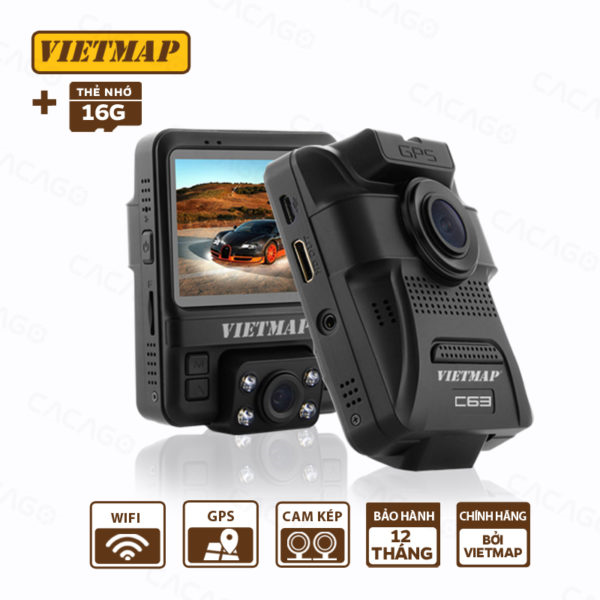 VIETMAP
+
THẺ NHỚ
16G
GPS
VIETMAP
VIETMAP
C63
WIFI
GPS
CAM KÉP
BẢO HÀNH
12
THÁNG
CHÍNH HÃNG
BỞI
VIETMAP
CACAGO